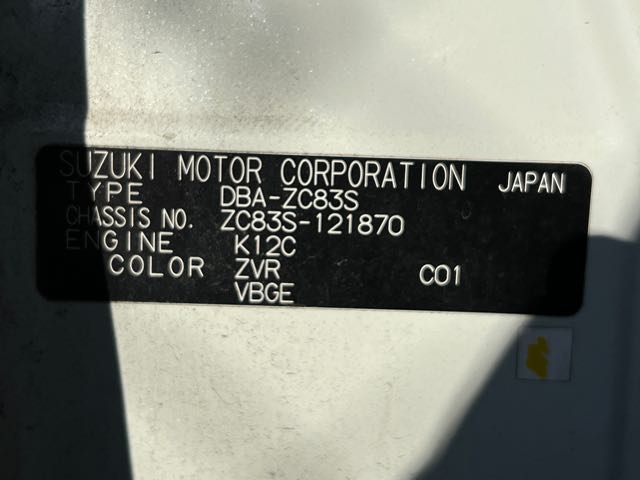 SUZUKI MOTOR CORPORATION JAPAN
TYPE DBA-ZC83S
CHASSIS NO. ZC83S-121870
ENGINE K12C
COLOR ZVR C01
VBGE